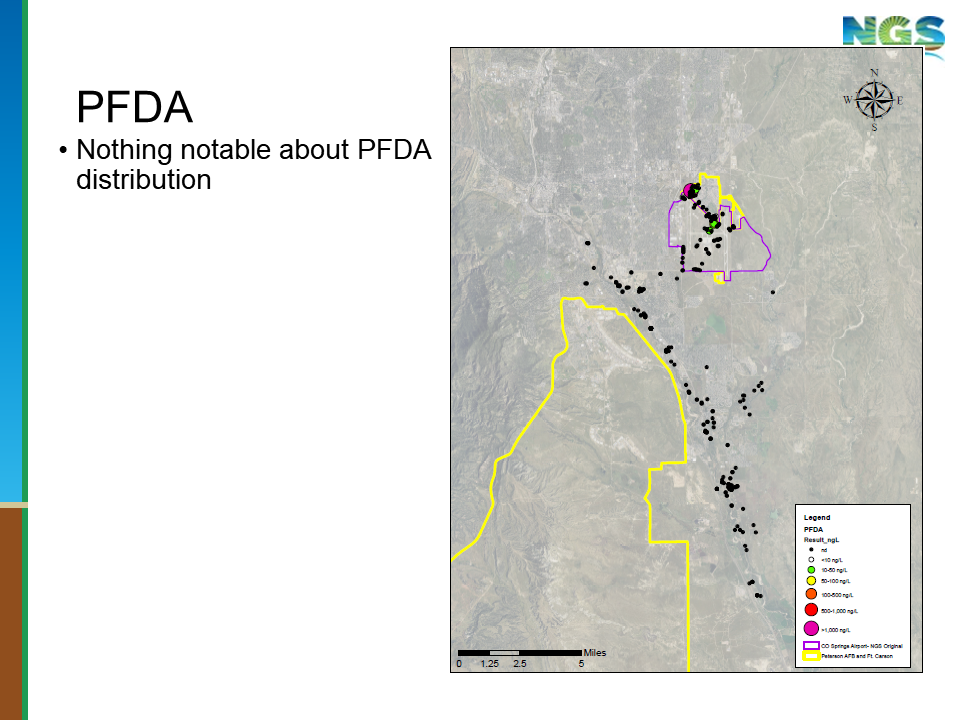 NGS
PFDA
• Nothing notable about PFDA
distribution
N
W E
S
Legend
PFDA
Result_ngL
nd
<10 ng/L
10-50 ng/L
50-100 ng/L
100-500 ng/L
500-1,000 ng/L
>1,000 ng/L
CO Springs Airport- NGS Original
Peterson AFB and Ft. Carson
Miles
0 1.25 2.5 5